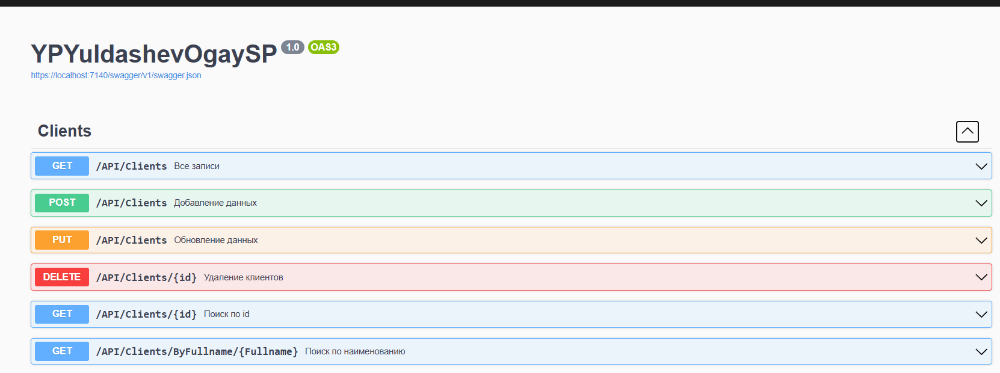 YPYuldashevOgaySP 1.0 OAS3
https://localhost:7140/swagger/v1/swagger.json
Clients
GET /API/Clients Все записи
POST /API/Clients Добавление данных
PUT /API/Clients Обновление данных
DELETE /API/Clients/{id} Удаление клиентов
GET /API/Clients/{id} Поиск по id
GET /API/Clients/ByFullname/{Fullname} Поиск по наименованию